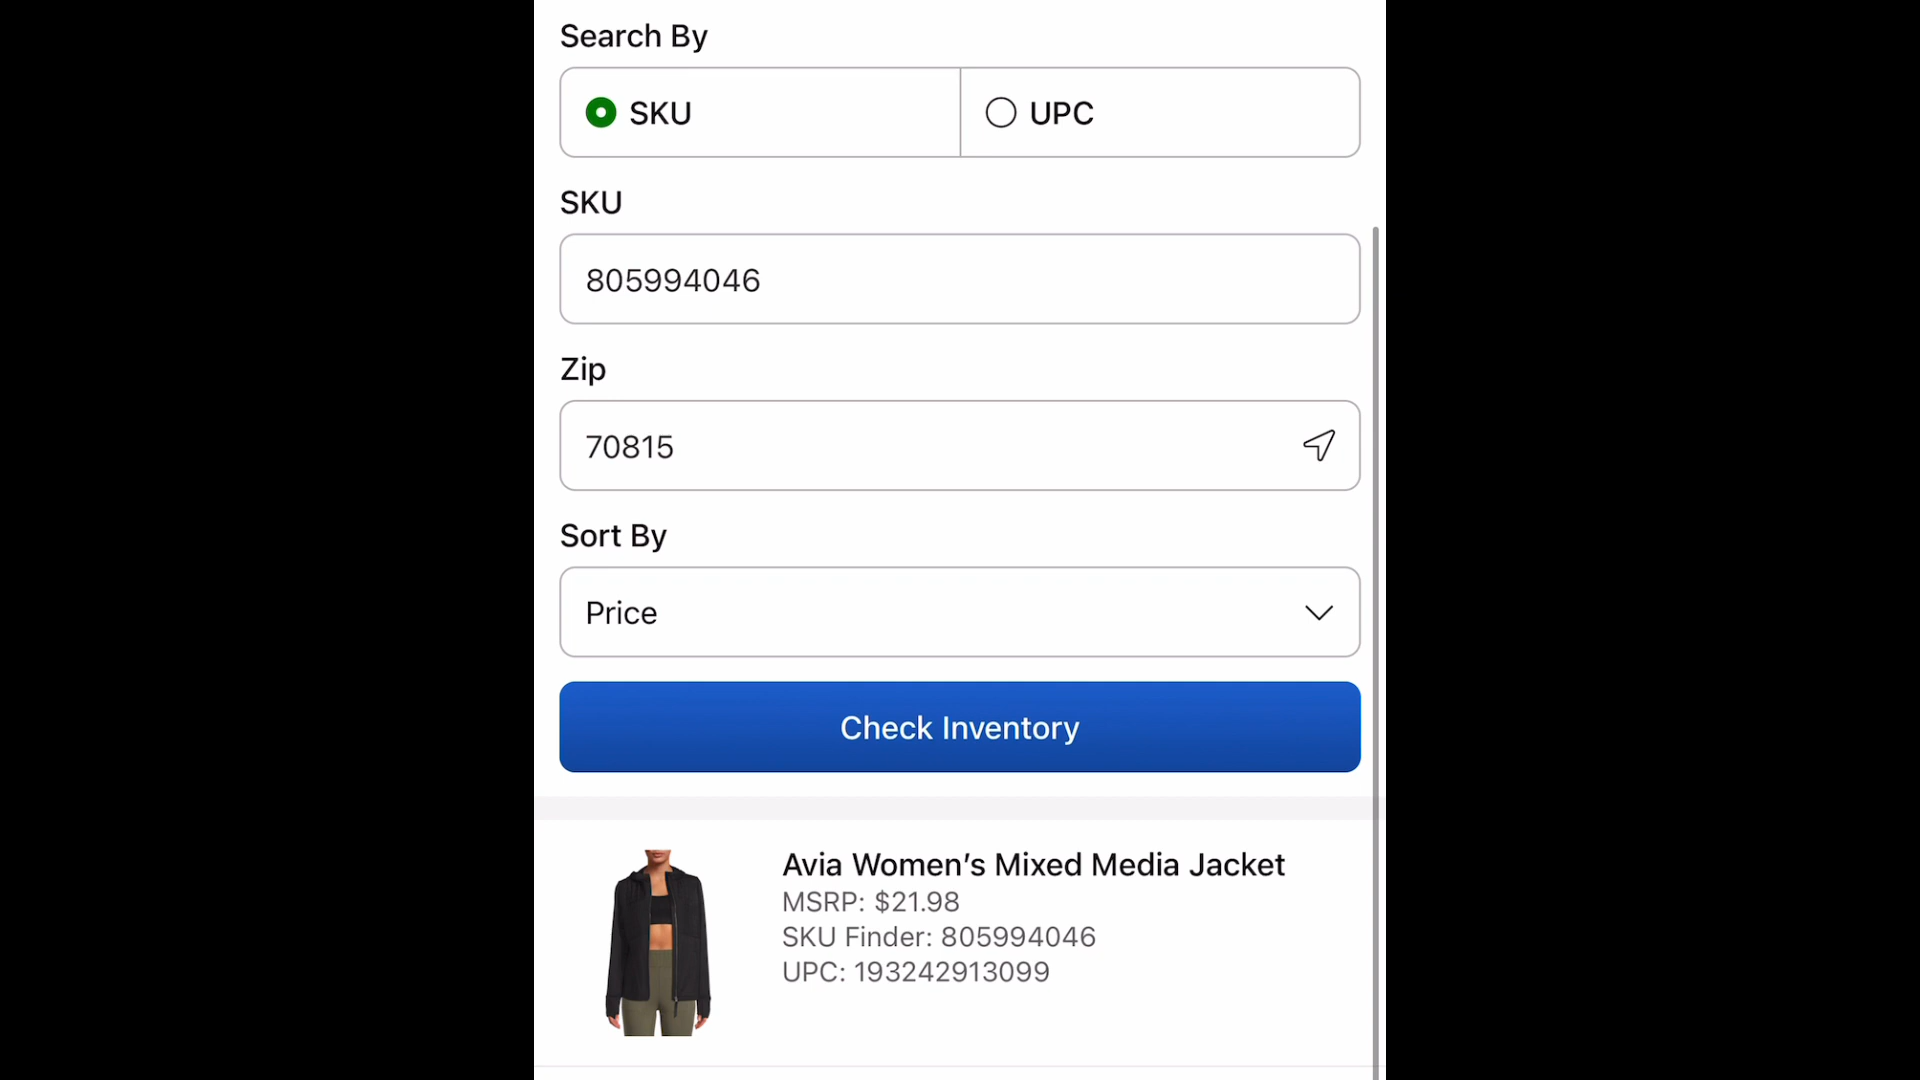 Search By
SKU
UPC
SKU
805994046
Zip
70815
Sort By
Price
Check Inventory
Avia Women’s Mixed Media Jacket
MSRP: $21.98
SKU Finder: 805994046
UPC: 193242913099